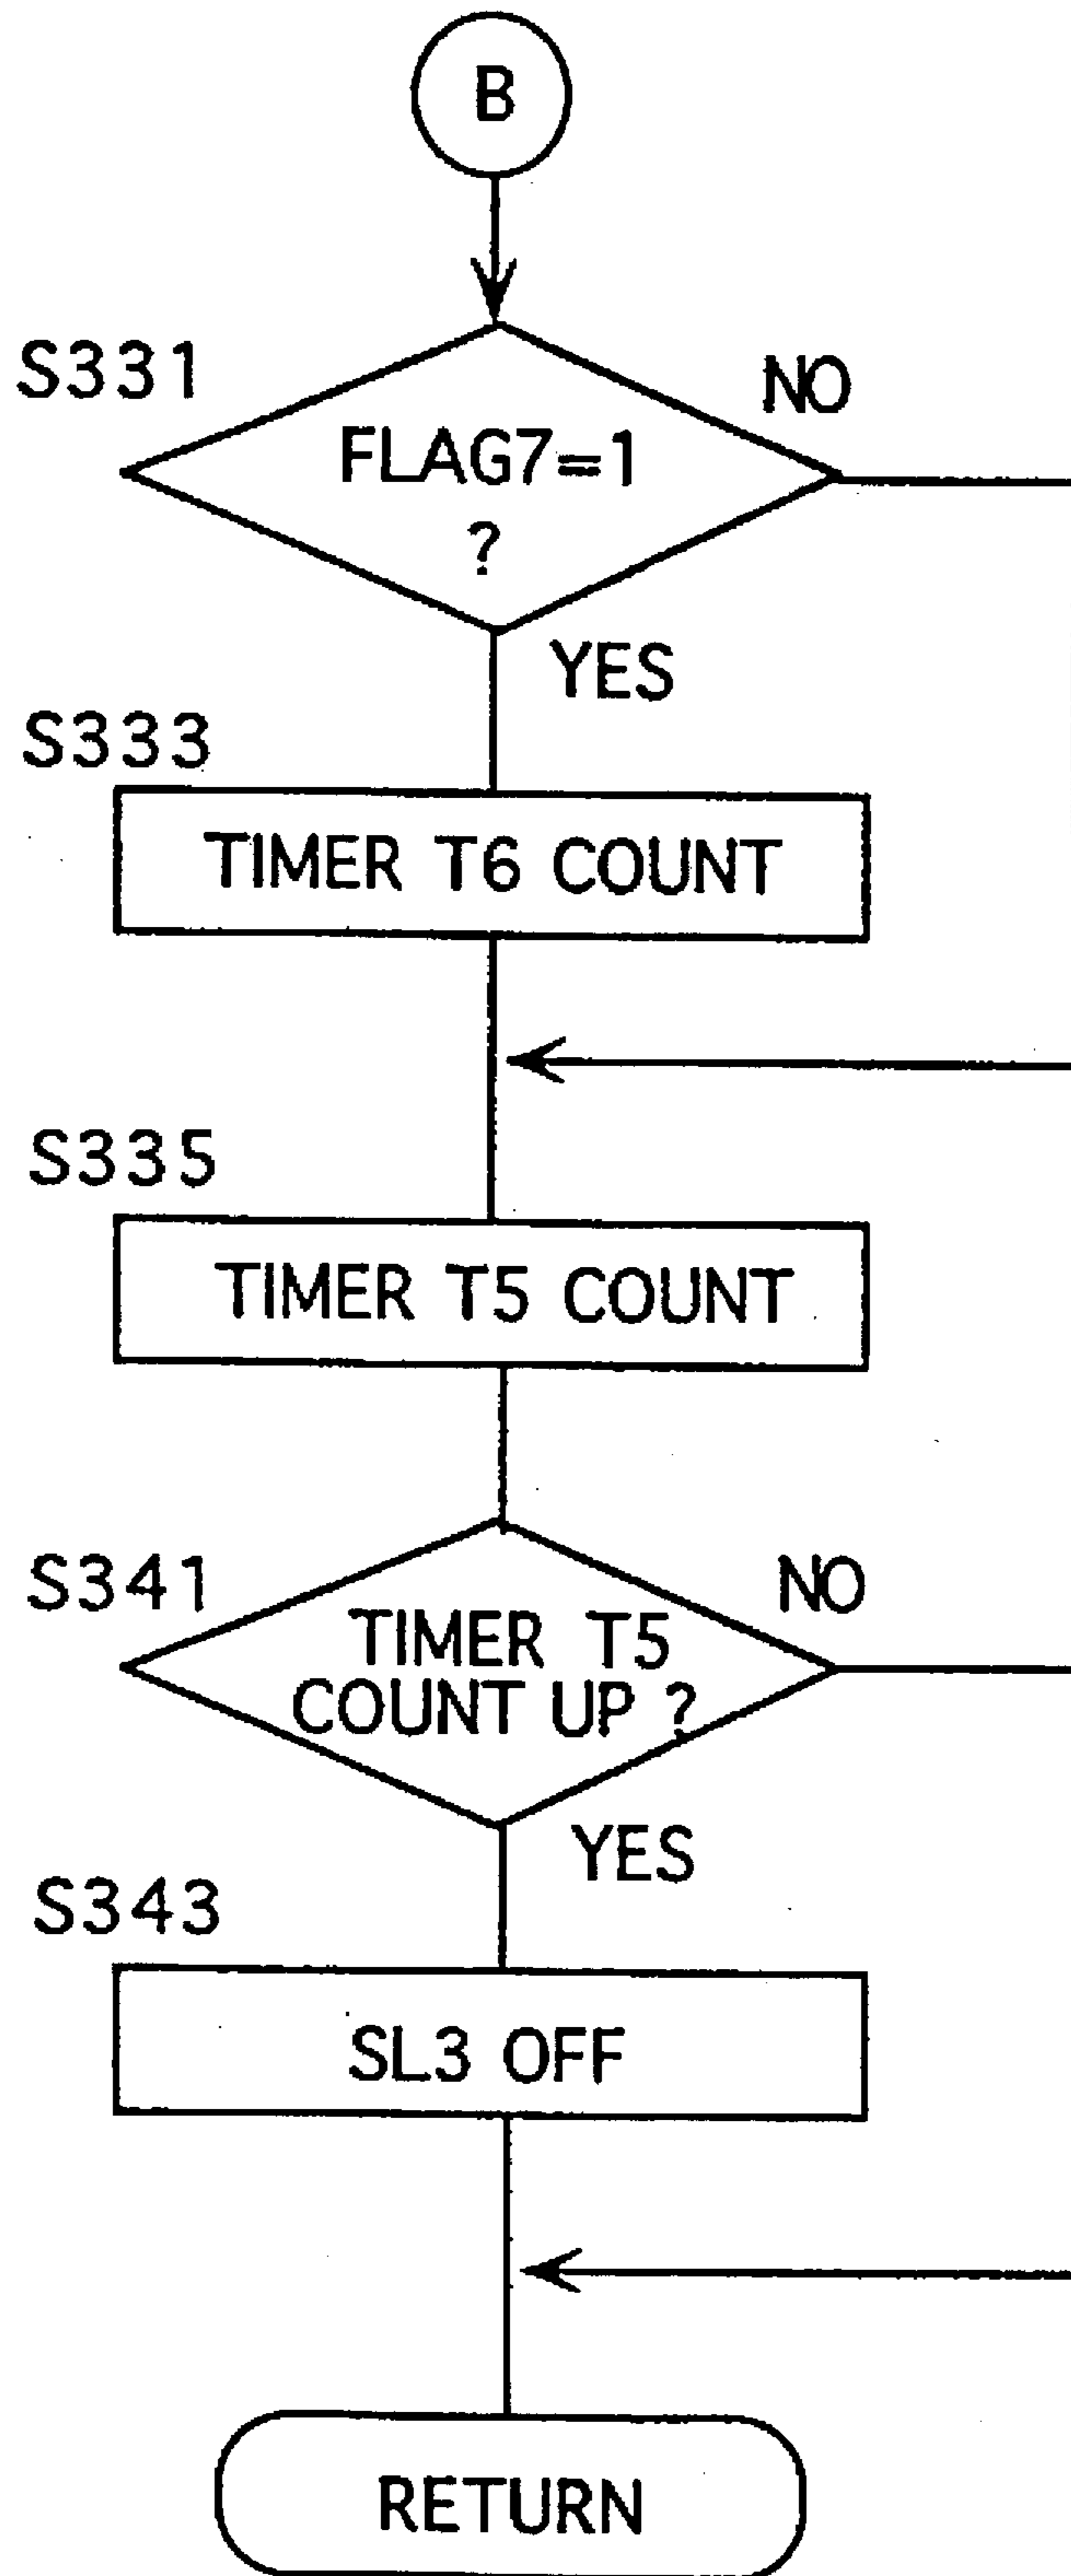 B
S331
NO
FLAG7=1
?
YES
S333
TIMER T6 COUNT
S335
TIMER T5 COUNT
S341
NO
TIMER T5
COUNT UP ?
YES
S343
SL3 OFF
RETURN